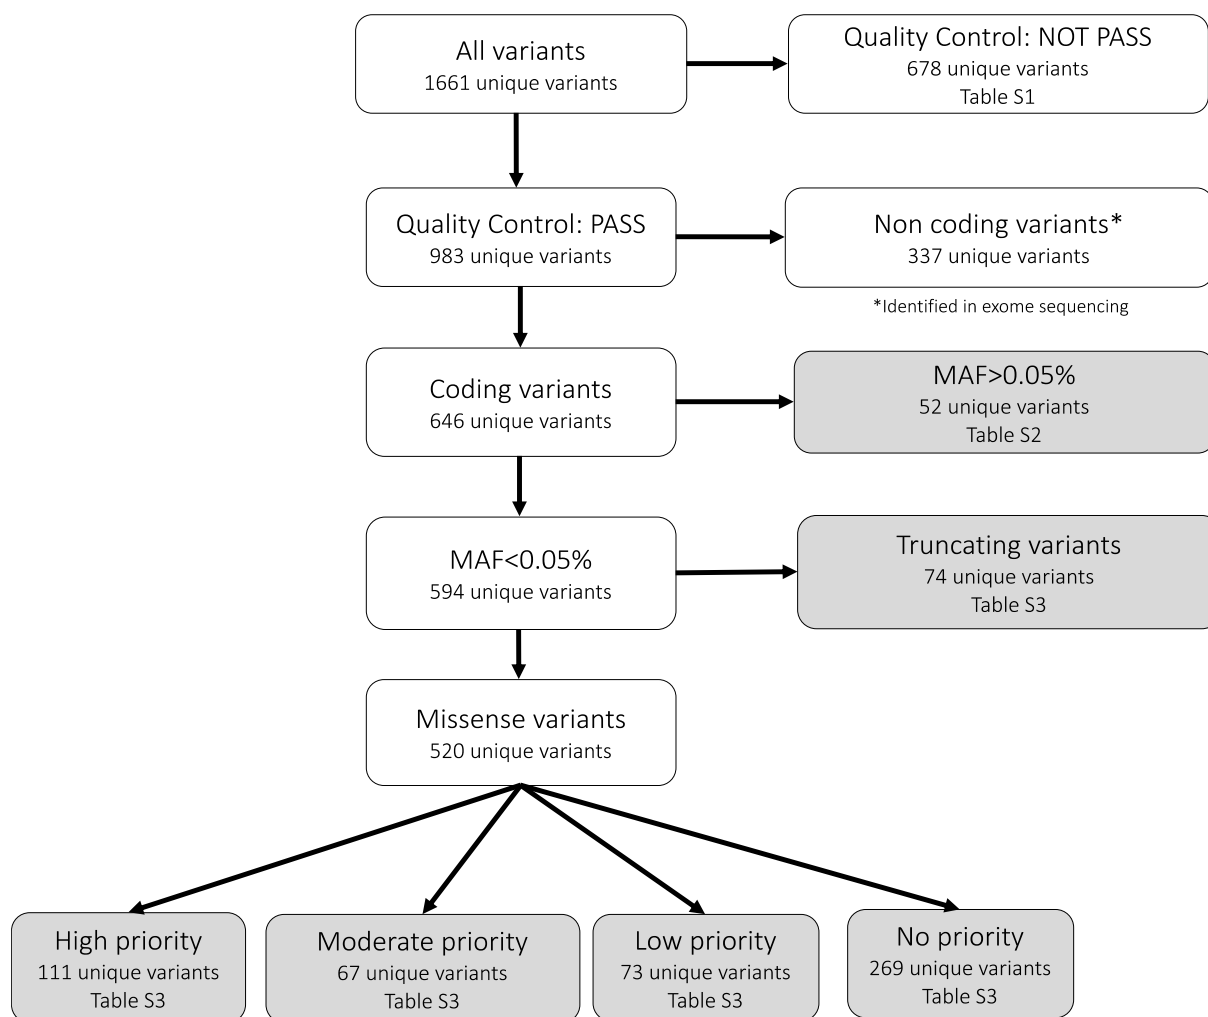 All variants
1661 unique variants
Quality Control: NOT PASS
678 unique variants
Table S1
Quality Control: PASS
983 unique variants
Non coding variants*
337 unique variants
*Identified in exome sequencing
Coding variants
646 unique variants
MAF>0.05%
52 unique variants
Table S2
MAF<0.05%
594 unique variants
Truncating variants
74 unique variants
Table S3
Missense variants
520 unique variants
High priority
111 unique variants
Table S3
Moderate priority
67 unique variants
Table S3
Low priority
73 unique variants
Table S3
No priority
269 unique variants
Table S3